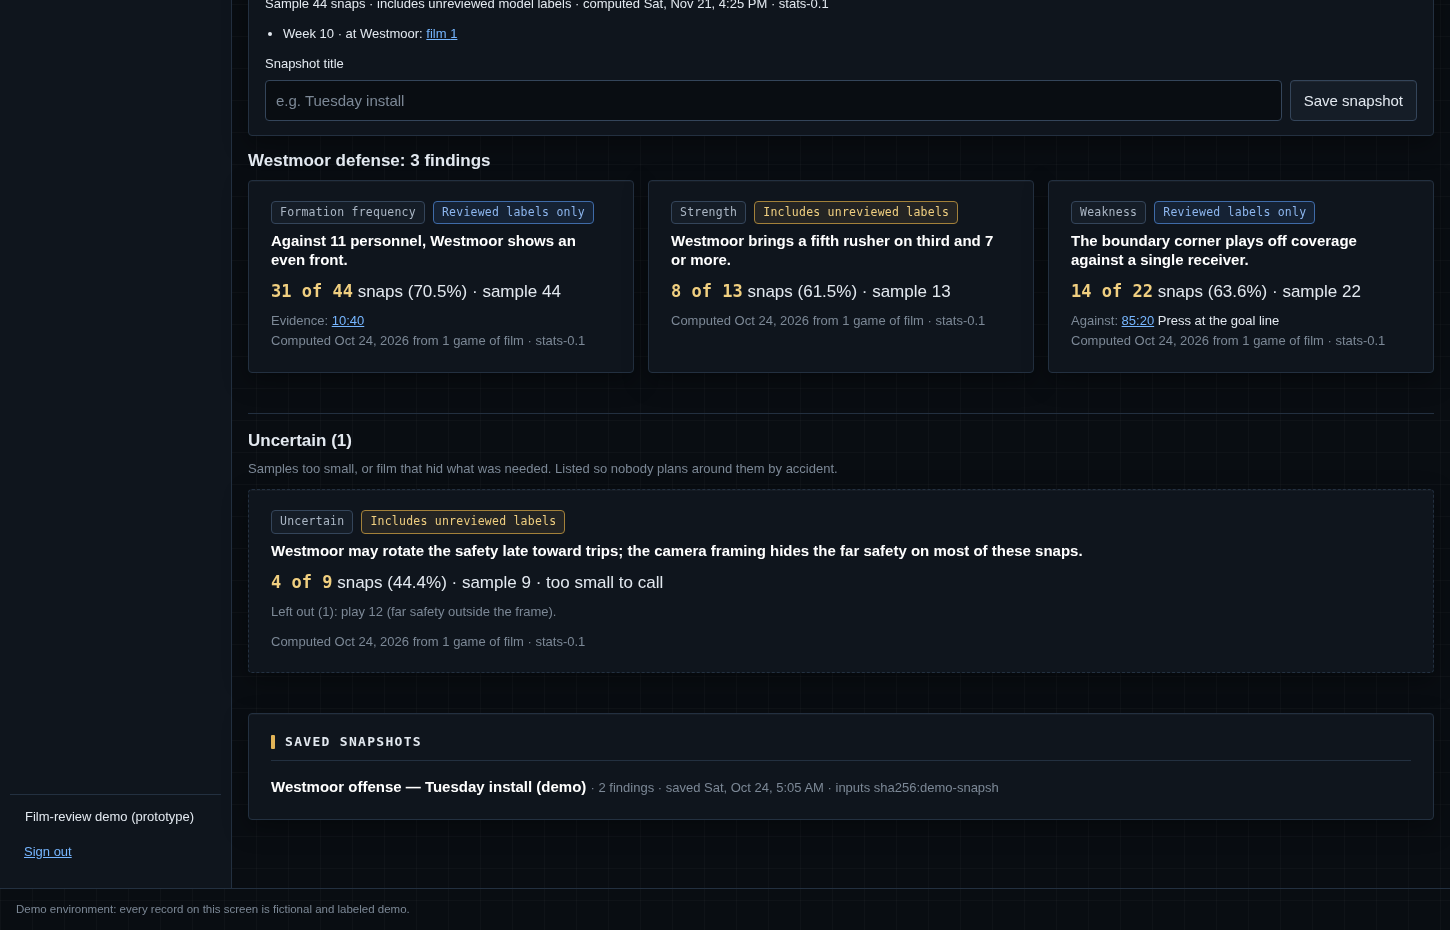 Sample 44 snaps · includes unreviewed model labels · computed Sat, Nov 21, 4:25 PM · stats-0.1
• Week 10 · at Westmoor: film 1
Snapshot title
e.g. Tuesday install
Save snapshot
Westmoor defense: 3 findings
Formation frequency
Reviewed labels only
Against 11 personnel, Westmoor shows an
even front.
31 of 44 snaps (70.5%) · sample 44
Evidence: 10:40
Computed Oct 24, 2026 from 1 game of film · stats-0.1
Strength
Includes unreviewed labels
Westmoor brings a fifth rusher on third and 7
or more.
8 of 13 snaps (61.5%) · sample 13
Computed Oct 24, 2026 from 1 game of film · stats-0.1
Weakness
Reviewed labels only
The boundary corner plays off coverage
against a single receiver.
14 of 22 snaps (63.6%) · sample 22
Against: 85:20 Press at the goal line
Computed Oct 24, 2026 from 1 game of film · stats-0.1
Uncertain (1)
Samples too small, or film that hid what was needed. Listed so nobody plans around them by accident.
Uncertain
Includes unreviewed labels
Westmoor may rotate the safety late toward trips; the camera framing hides the far safety on most of these snaps.
4 of 9 snaps (44.4%) · sample 9 · too small to call
Left out (1): play 12 (far safety outside the frame).
Computed Oct 24, 2026 from 1 game of film · stats-0.1
SAVED SNAPSHOTS
Westmoor offense — Tuesday install (demo) · 2 findings · saved Sat, Oct 24, 5:05 AM · inputs sha256:demo-snapsh
Film-review demo (prototype)
Sign out
Demo environment: every record on this screen is fictional and labeled demo.